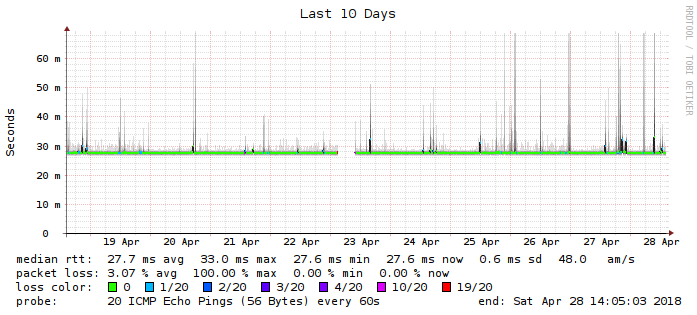 Last 10 Days
RRDTOOL / TOBI OETIKER
Seconds
60 m
50 m
40 m
30 m
20 m
10 m
0
19 Apr 20 Apr 21 Apr 22 Apr 23 Apr 24 Apr 25 Apr 26 Apr 27 Apr 28 Apr
median rtt: 27.7 ms avg 33.0 ms max 27.6 ms min 27.6 ms now 0.6 ms sd 48.0 am/s
packet loss: 3.07 % avg 100.00 % max 0.00 % min 0.00 % now
loss color: 0 1/20 2/20 3/20 4/20 10/20 19/20
probe: 20 ICMP Echo Pings (56 Bytes) every 60s end: Sat Apr 28 14:05:03 2018